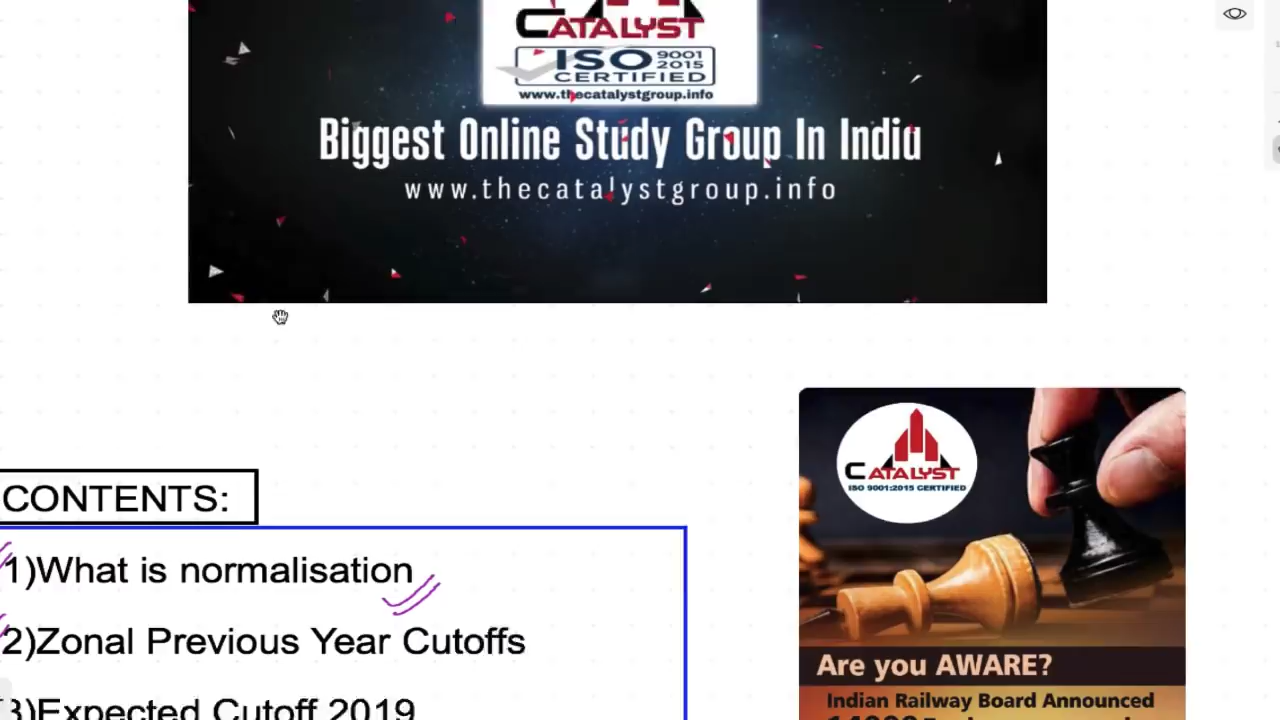 CATALYST
ISO 9001
2015
CERTIFIED
www.thecatalystgroup.info
Biggest Online Study Group In India
www.thecatalystgroup.info
CONTENTS:
1)What is normalisation
2)Zonal Previous Year Cutoffs
3)Expected Cutoff 2019
CATALYST
ISO 9001:2015 CERTIFIED
Are you AWARE?
Indian Railway Board Announced